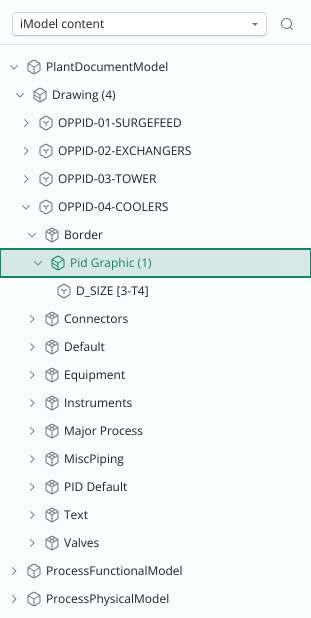 iModel content
PlantDocumentModel
Drawing (4)
OPPID-01-SURGEFEED
OPPID-02-EXCHANGERS
OPPID-03-TOWER
OPPID-04-COOLERS
Border
Pid Graphic (1)
D_SIZE [3-T4]
Connectors
Default
Equipment
Instruments
Major Process
MiscPiping
PID Default
Text
Valves
ProcessFunctionalModel
ProcessPhysicalModel